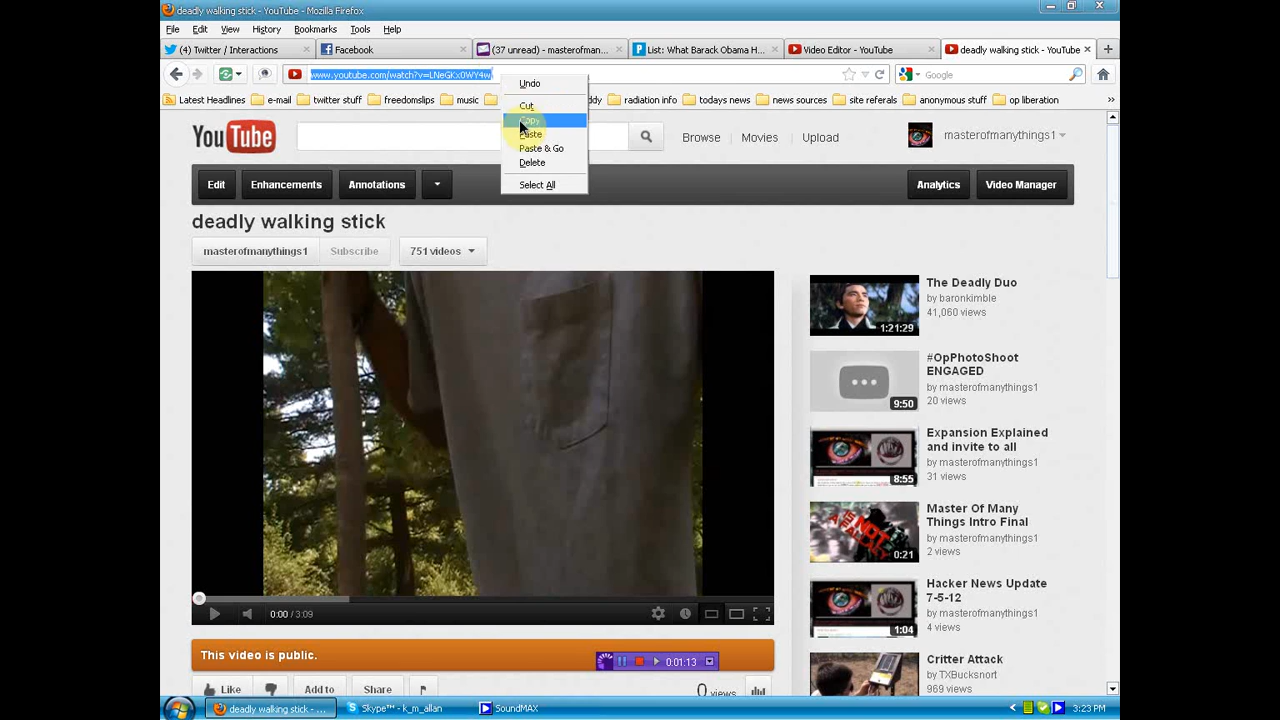 deadly walking stick - YouTube - Mozilla Firefox
File Edit View History Bookmarks Tools Help
(4) Twitter / Interactions
Facebook
(37 unread) - masterofman...
List: What Barack Obama H...
Video Editor - YouTube
deadly walking stick - YouTube
www.youtube.com/watch?v=LNeGKx0WY4w
Google
Undo
Cut
Copy
Paste
Paste & Go
Delete
Select All
Latest Headlines e-mail twitter stuff freedomslips music radiation info todays news site referals anonymous stuff op liberation
YouTube
Browse Movies Upload
masterofmanythings1
Edit Enhancements Annotations
Analytics Video Manager
deadly walking stick
masterofmanythings1 Subscribe 751 videos
0:00 / 3:09
This video is public.
0:01:13
Like Add to Share
0 views
The Deadly Duo
by baronkimble
41,060 views
1:21:29
#OpPhotoShoot
ENGAGED
by masterofmanythings1
20 views
9:50
Expansion Explained
and invite to all
by masterofmanythings1
31 views
8:55
Master Of Many
Things Intro Final
by masterofmanythings1
2 views
0:21
Hacker News Update
7-5-12
by masterofmanythings1
4 views
1:04
Critter Attack
by TXBucksnort
969 views
deadly walking stick - ...
Skype™ - k_m_allan
SoundMAX
3:23 PM